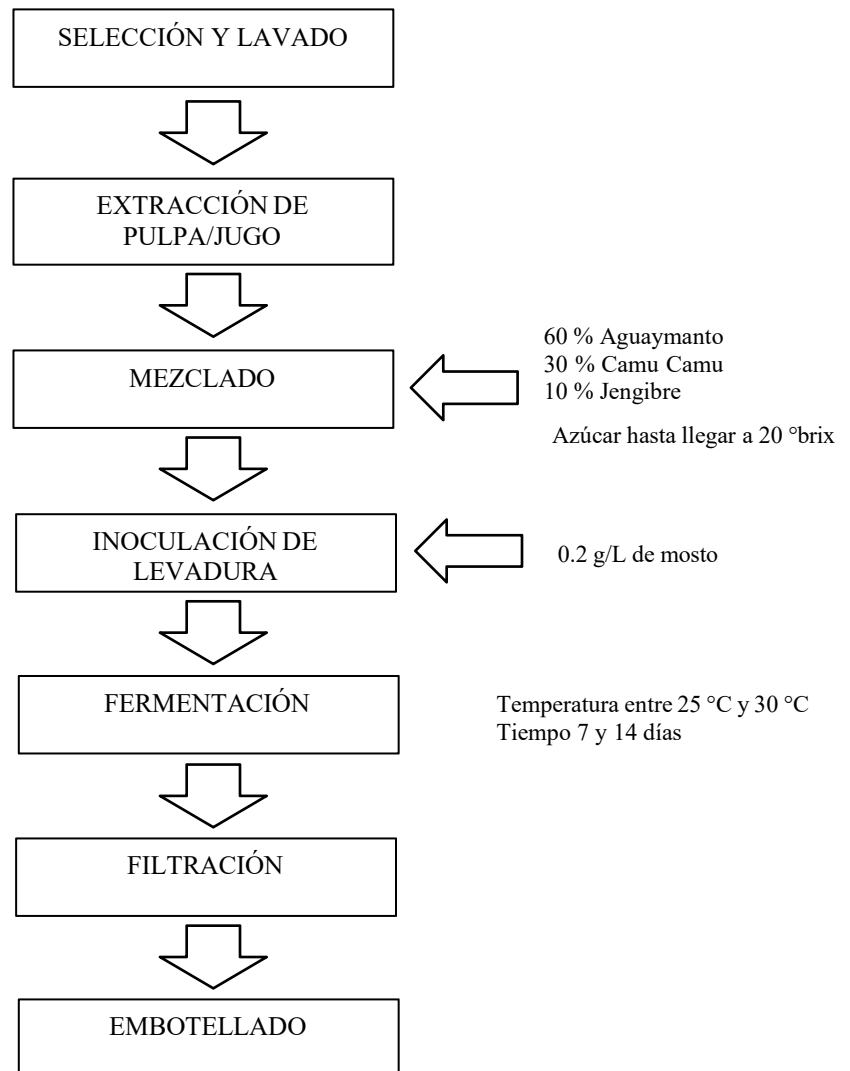 SELECCIÓN Y LAVADO
EXTRACCIÓN DE
PULPA/JUGO
MEZCLADO
60 % Aguaymanto
30 % Camu Camu
10 % Jengibre
Azúcar hasta llegar a 20 °brix
INOCULACIÓN DE
LEVADURA
0.2 g/L de mosto
FERMENTACIÓN
Temperatura entre 25 °C y 30 °C
Tiempo 7 y 14 días
FILTRACIÓN
EMBOTELLADO